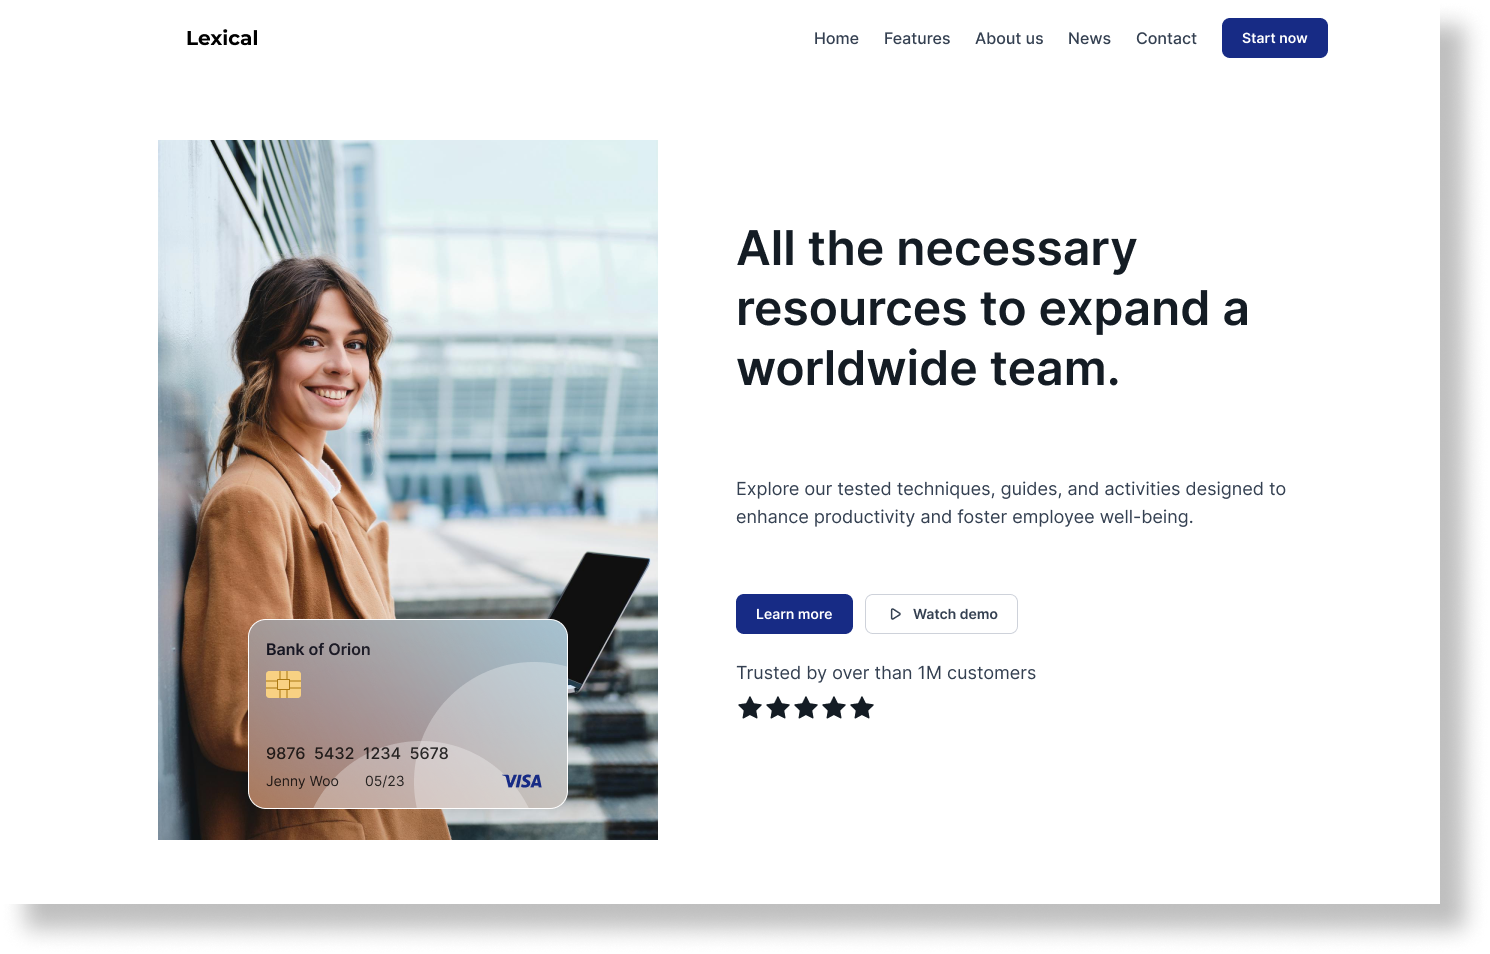 Lexical
Home Features About us News Contact Start now
All the necessary
resources to expand a
worldwide team.
Explore our tested techniques, guides, and activities designed to
enhance productivity and foster employee well-being.
Learn more Watch demo
Trusted by over than 1M customers
Bank of Orion
9876 5432 1234 5678
Jenny Woo 05/23 VISA